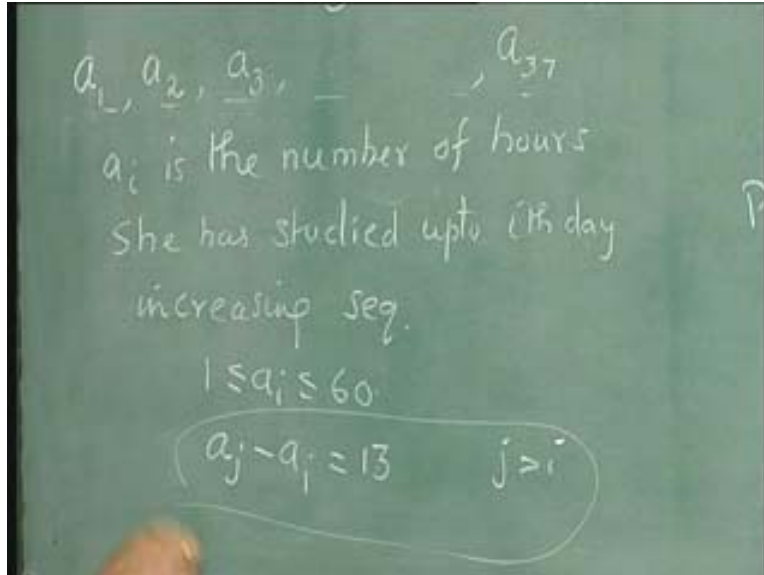 a₁, a₂, a₃, _ _, a₃₇
aᵢ is the number of hours
She has studied upto ith day
increasing seq.
1 ≤ aᵢ ≤ 60.
aⱼ - aᵢ = 13 j > i
P